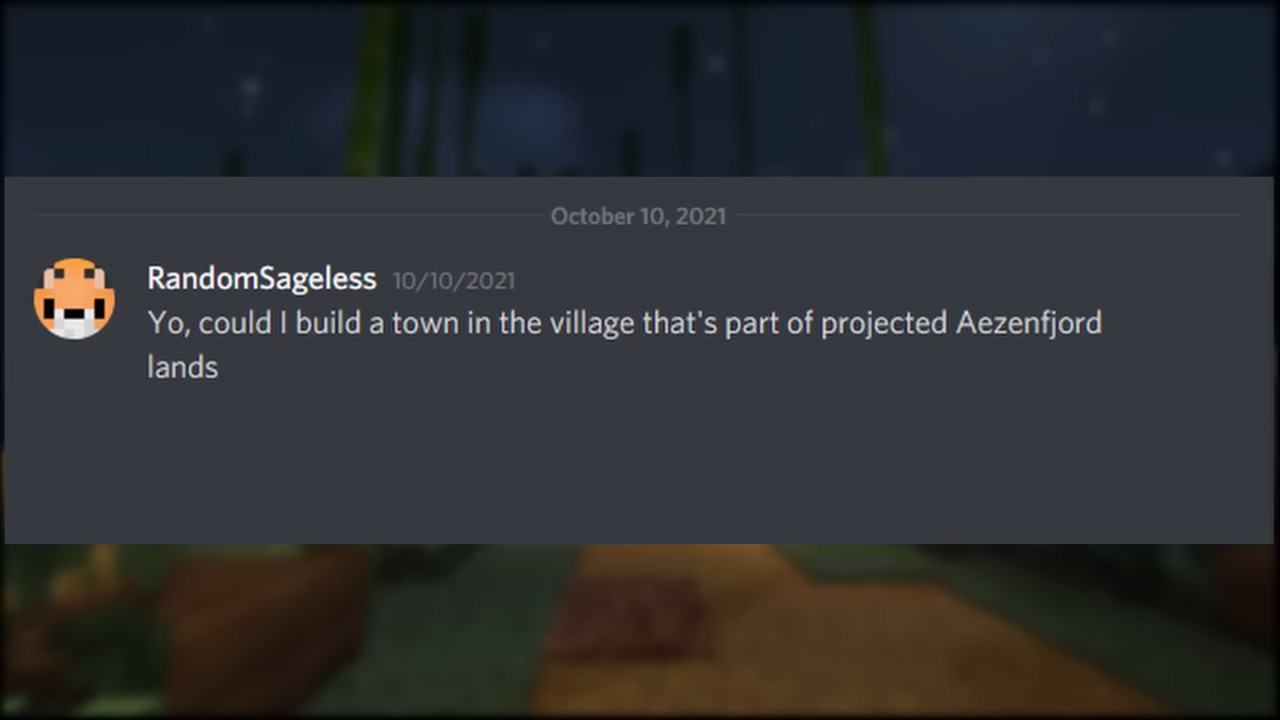 October 10, 2021
RandomSageless 10/10/2021
Yo, could I build a town in the village that's part of projected Aezenfjord
lands